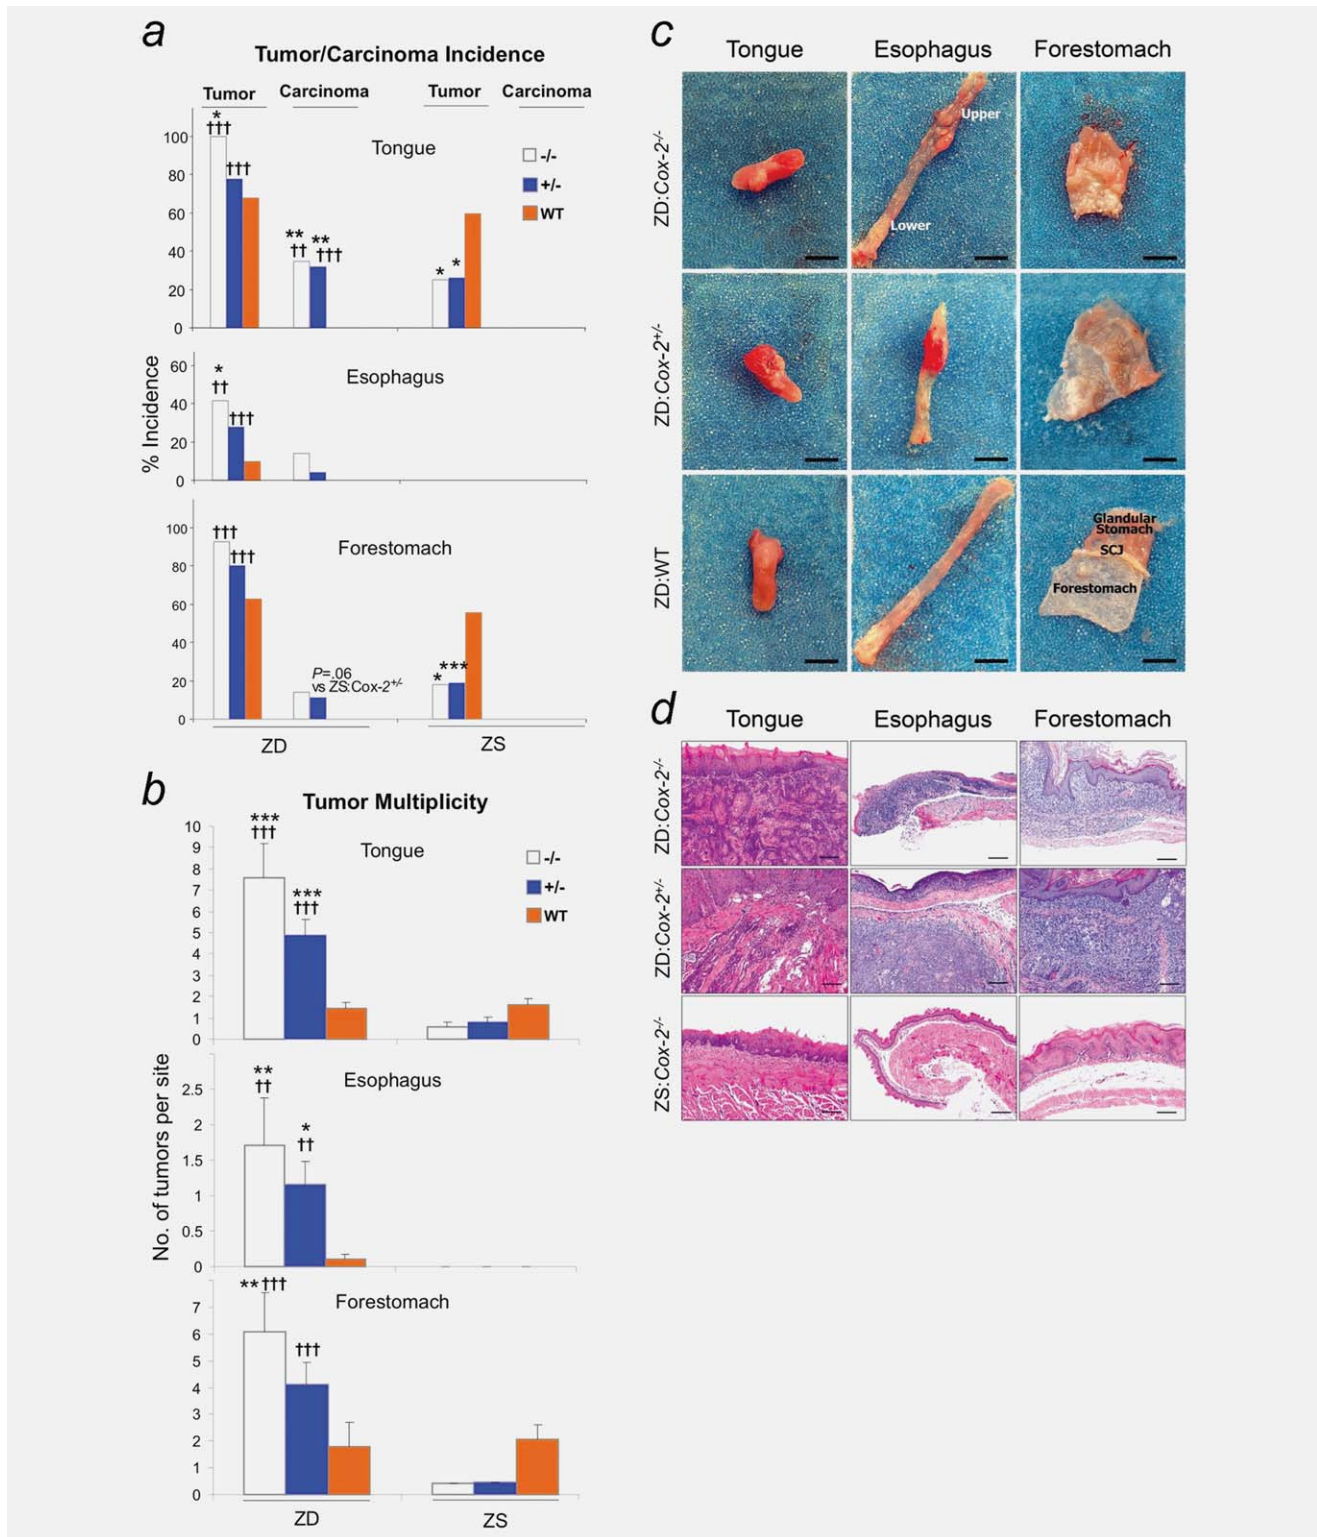 a
Tumor/Carcinoma Incidence
Tumor Carcinoma Tumor Carcinoma
Tongue
*
†††
†††
**
††
**
†††
*
*
-/-
+/-
WT
100
80
60
40
20
0
% Incidence
Esophagus
*
††
†††
60
40
20
0
Forestomach
†††
†††
P=.06
vs ZS:Cox-2+/-
*
***
100
80
60
40
20
0
ZD ZS
b
Tumor Multiplicity
Tongue
***
†††
***
†††
-/-
+/-
WT
10
9
8
7
6
5
4
3
2
1
0
No. of tumors per site
Esophagus
**
††
*
††
2.5
2
1.5
1
0.5
0
Forestomach
**†††
†††
7
6
5
4
3
2
1
0
ZD ZS
c
Tongue Esophagus Forestomach
ZD:Cox-2-/-
Upper
Lower
ZD:Cox-2+/-
ZD:WT
Glandular
Stomach
SCJ
Forestomach
d
Tongue Esophagus Forestomach
ZD:Cox-2-/-
ZD:Cox-2+/-
ZS:Cox-2-/-